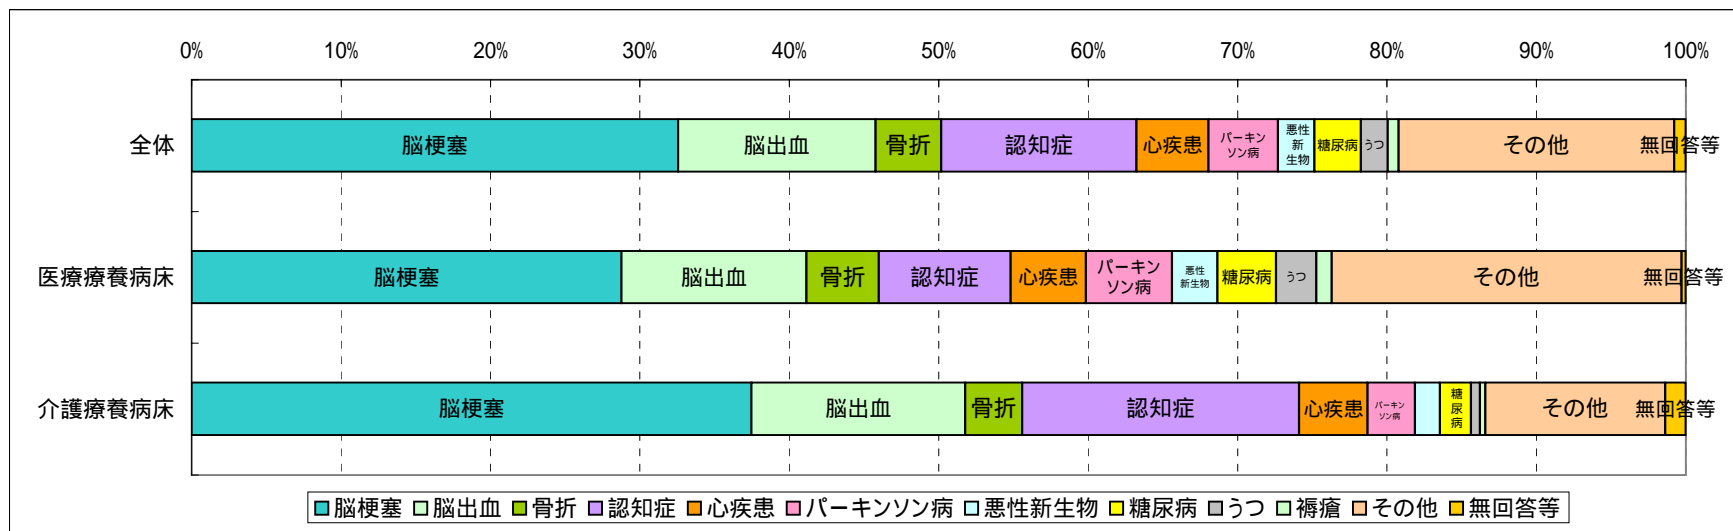 0% 10% 20% 30% 40% 50% 60% 70% 80% 90% 100%
全体 脳梗塞 脳出血 骨折 認知症 心疾患 パーキン
ソン病 悪性
新
生物 糖尿病 うつ その他 無回答等
医療療養病床 脳梗塞 脳出血 骨折 認知症 心疾患 パーキン
ソン病 悪性
新生物 糖尿病 うつ その他 無回答等
介護療養病床 脳梗塞 脳出血 骨折 認知症 心疾患 パーキン
ソン病 糖
尿
病 その他 無回答等
脳梗塞 脳出血 骨折 認知症 心疾患 パーキンソン病 悪性新生物 糖尿病 うつ 褥瘡 その他 無回答等